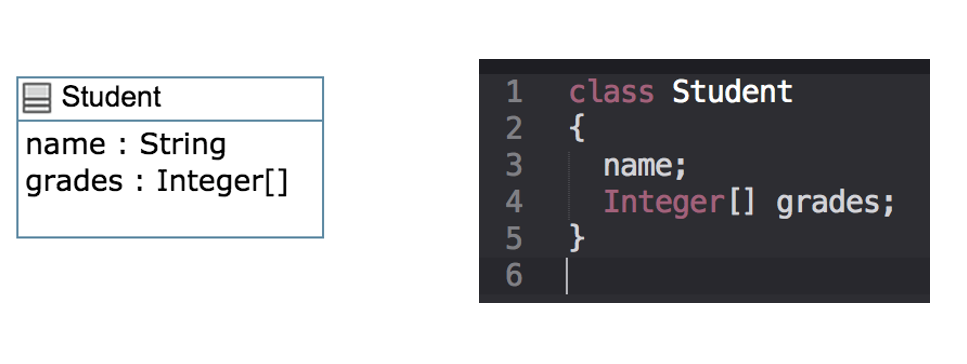 Student
name : String
grades : Integer[]
1 class Student
2 {
3 name;
4 Integer[] grades;
5 }
6